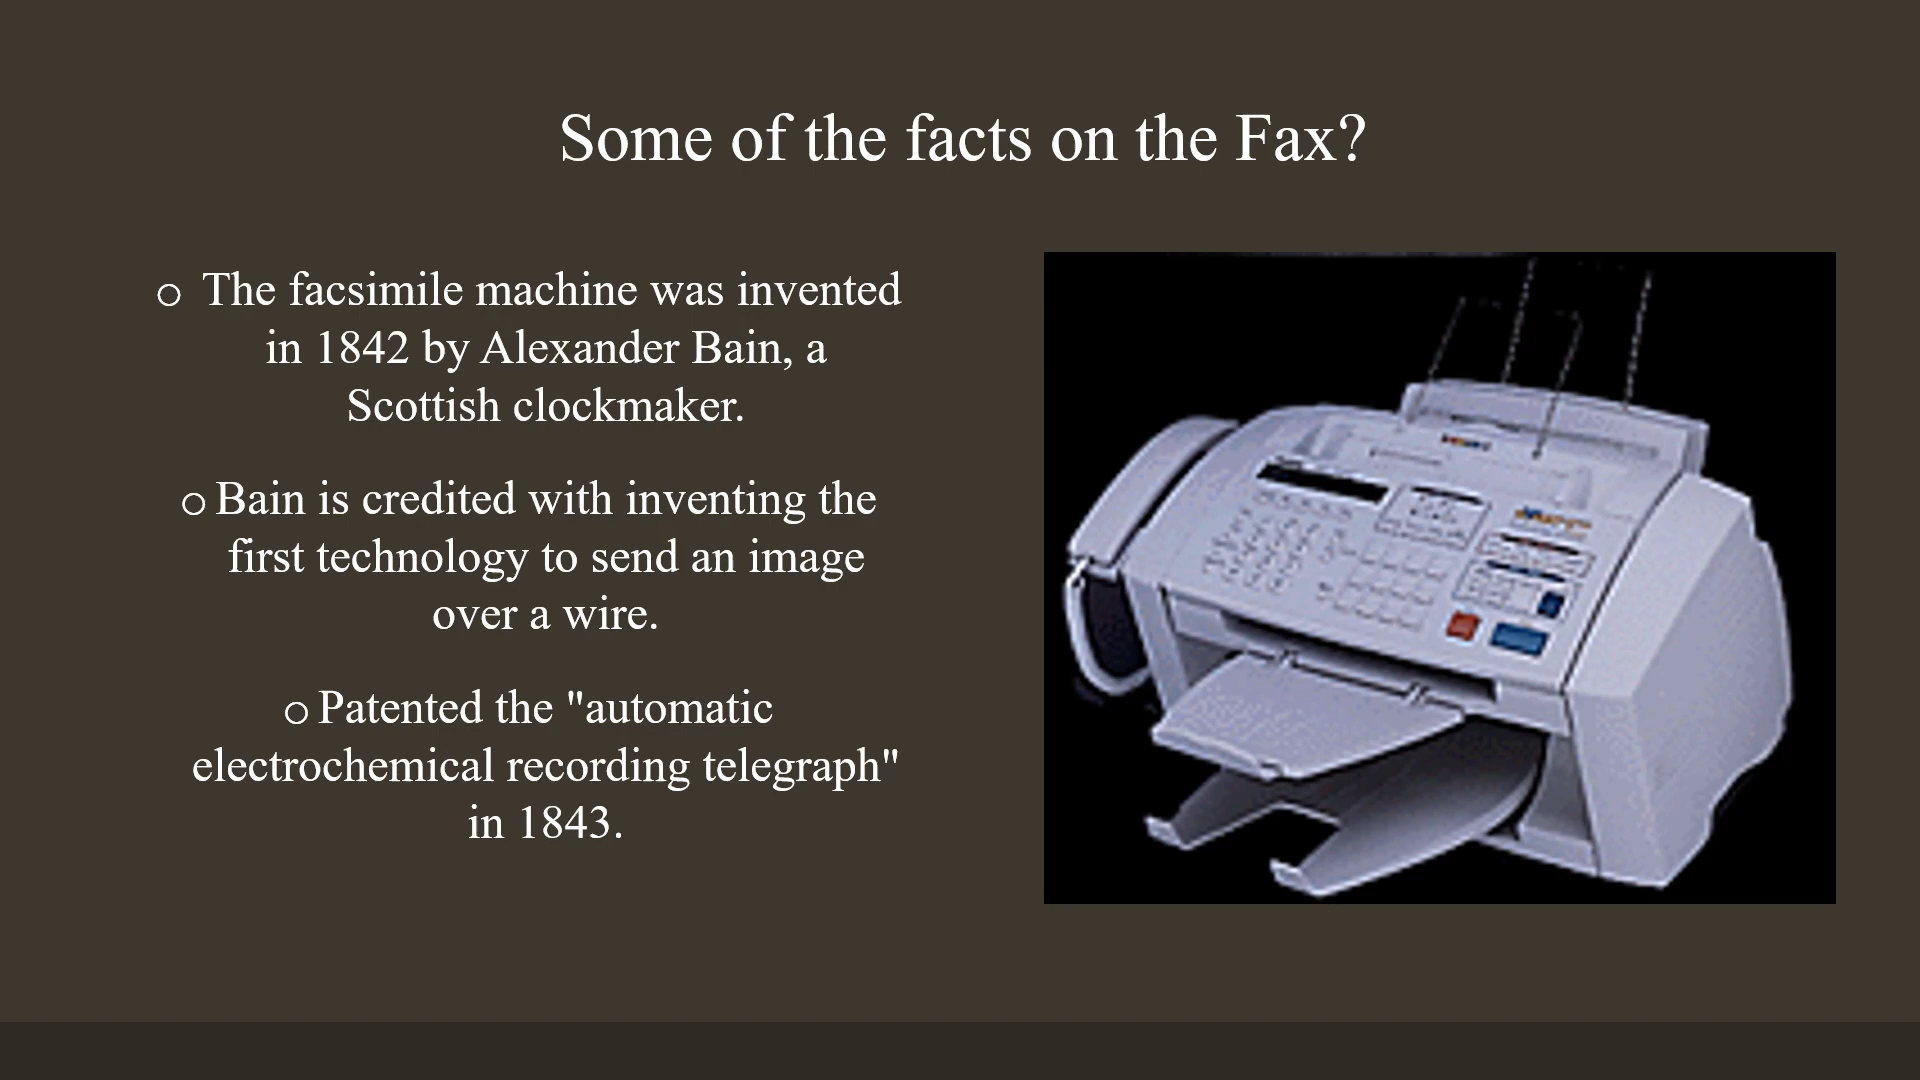 Some of the facts on the Fax?
o The facsimile machine was invented
in 1842 by Alexander Bain, a
Scottish clockmaker.
o Bain is credited with inventing the
first technology to send an image
over a wire.
o Patented the "automatic
electrochemical recording telegraph"
in 1843.